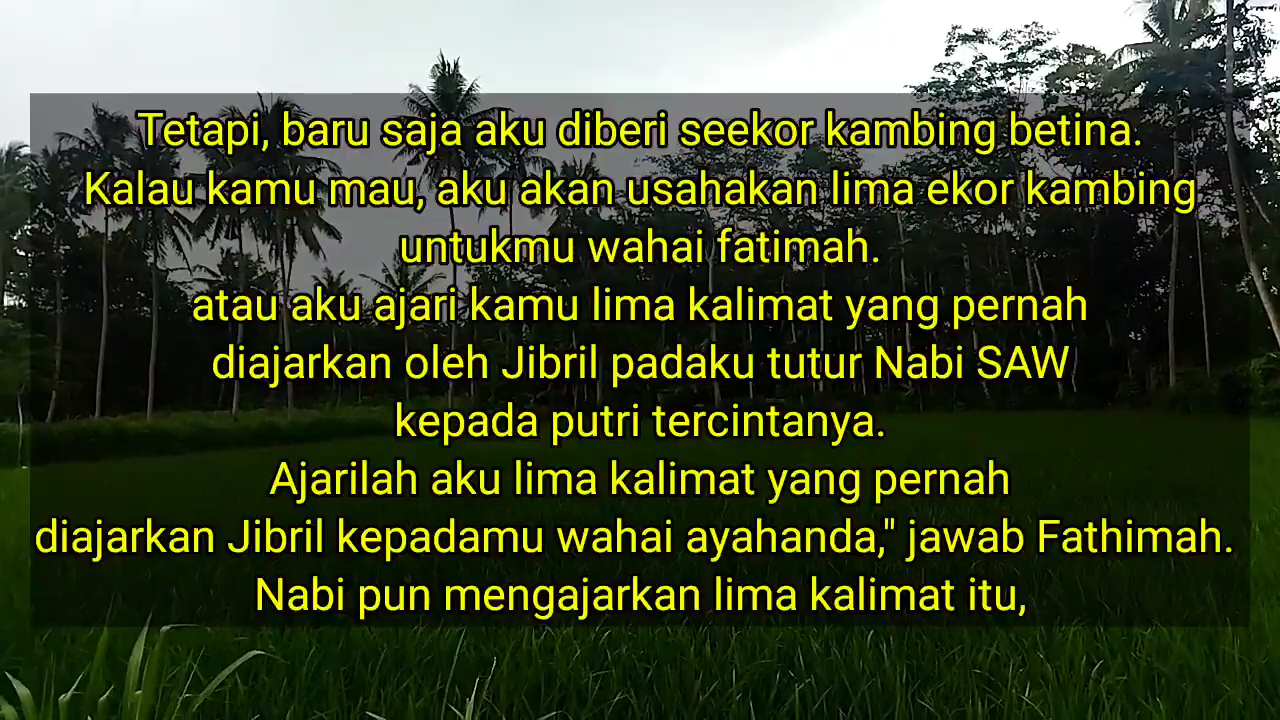 Tetapi, baru saja aku diberi seekor kambing betina.
Kalau kamu mau, aku akan usahakan lima ekor kambing
untukmu wahai fatimah.
atau aku ajari kamu lima kalimat yang pernah
diajarkan oleh Jibril padaku tutur Nabi SAW
kepada putri tercintanya.
Ajarilah aku lima kalimat yang pernah
diajarkan Jibril kepadamu wahai ayahanda," jawab Fathimah.
Nabi pun mengajarkan lima kalimat itu,